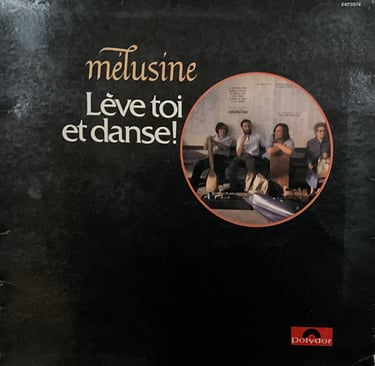 2473076
mélusine
Lève toi
et danse!
Polydor